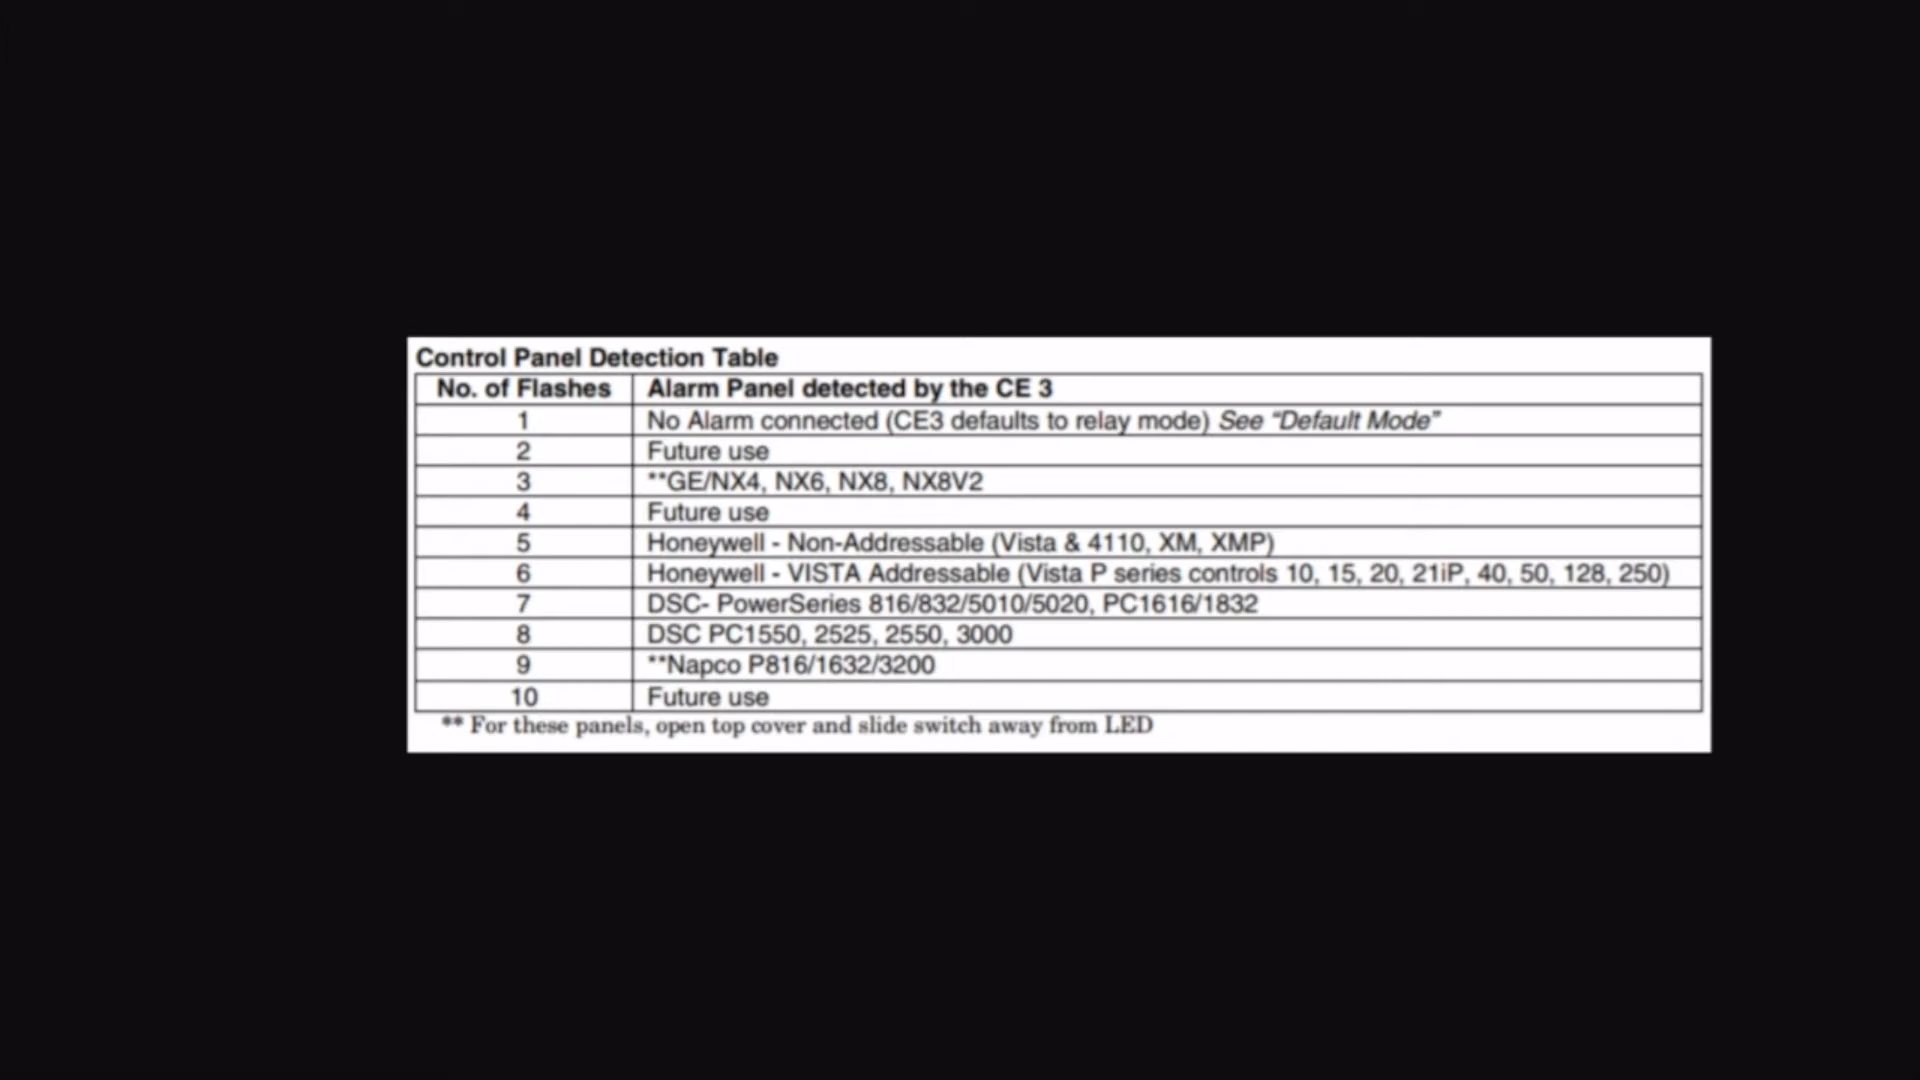 Control Panel Detection Table
No. of Flashes Alarm Panel detected by the CE 3
1 No Alarm connected (CE3 defaults to relay mode) See "Default Mode"
2 Future use
3 **GE/NX4, NX6, NX8, NX8V2
4 Future use
5 Honeywell - Non-Addressable (Vista & 4110, XM, XMP)
6 Honeywell - VISTA Addressable (Vista P series controls 10, 15, 20, 21iP, 40, 50, 128, 250)
7 DSC- PowerSeries 816/832/5010/5020, PC1616/1832
8 DSC PC1550, 2525, 2550, 3000
9 **Napco P816/1632/3200
10 Future use
** For these panels, open top cover and slide switch away from LED